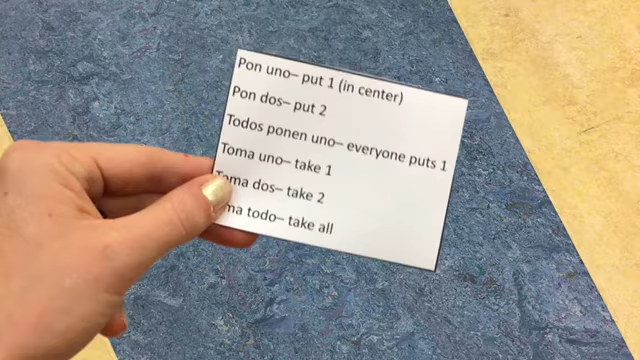 Pon uno– put 1 (in center)
Pon dos– put 2
Todos ponen uno– everyone puts 1
Toma uno– take 1
Toma dos– take 2
ma todo– take all